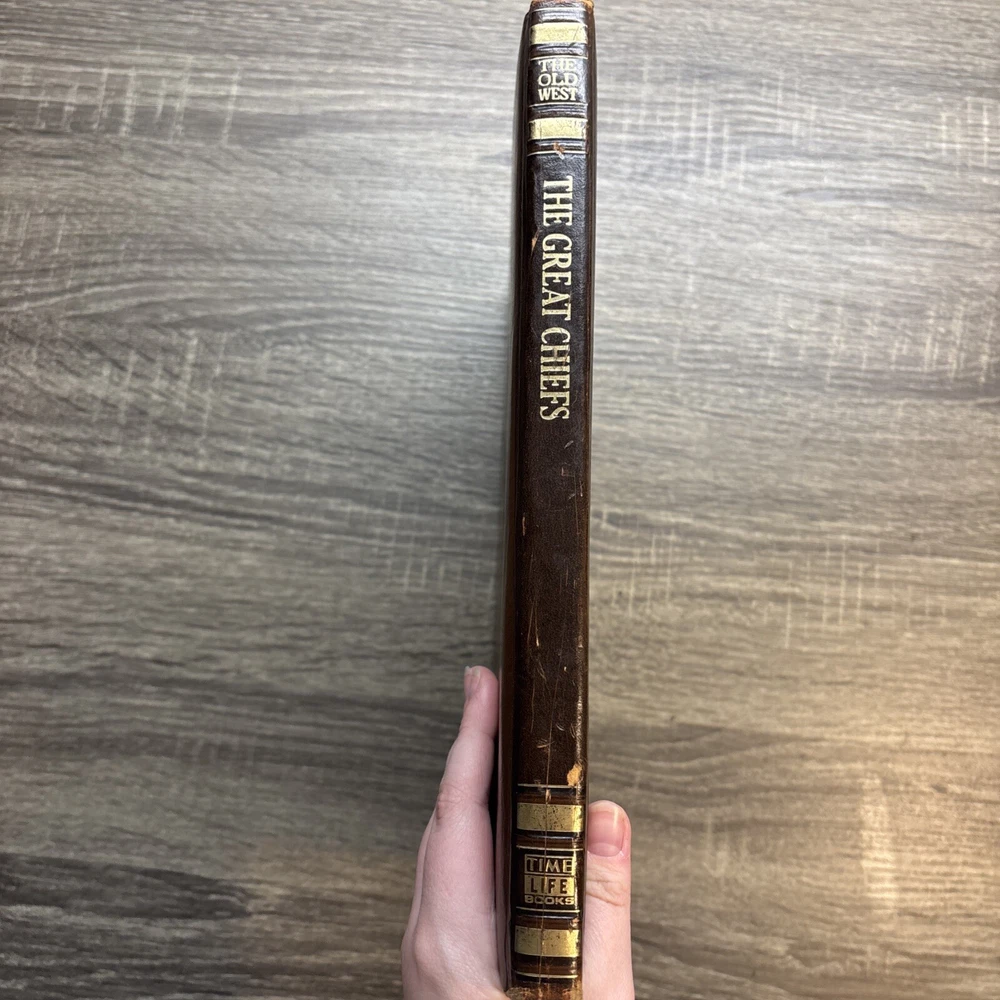 THE
OLD
WEST
THE GREAT CHIEFS
TIME
LIFE
BOOKS